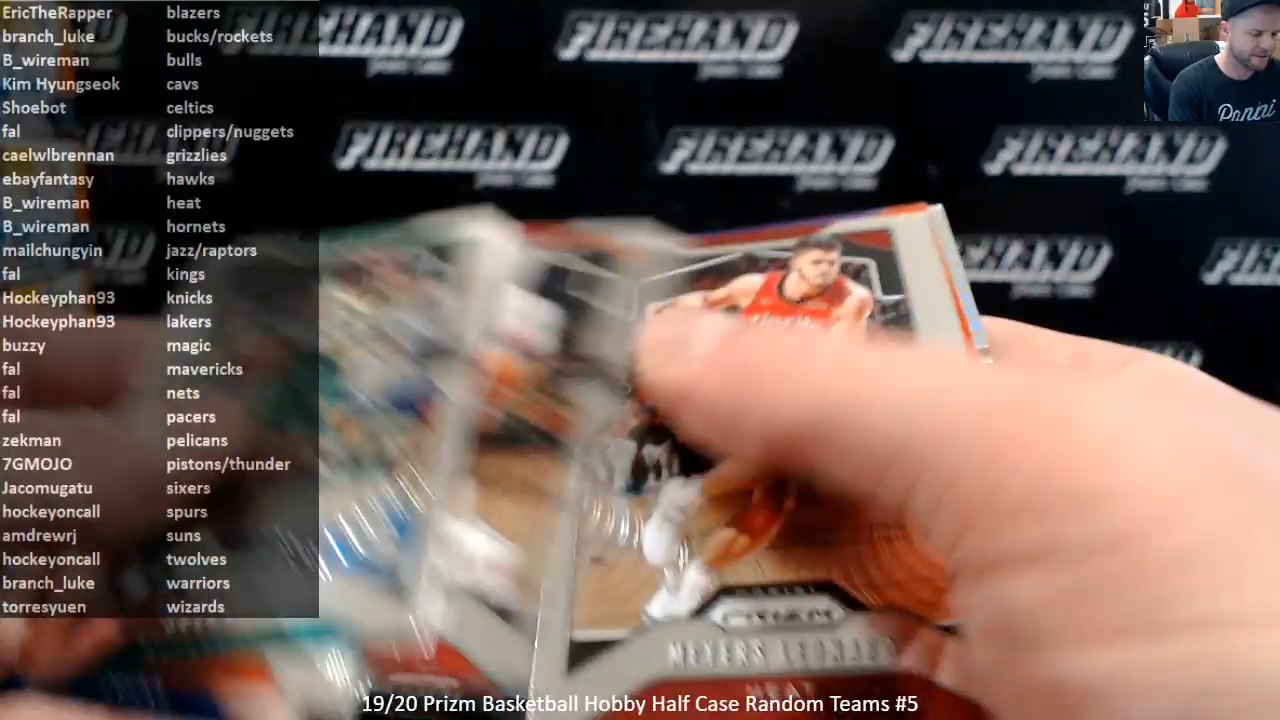 EricTheRapper blazers
branch_luke bucks/rockets
B_wireman bulls
Kim Hyungseok cavs
Shoebot celtics
fal clippers/nuggets
caelwlbrennan grizzlies
ebayfantasy hawks
B_wireman heat
B_wireman hornets
mailchungyin jazz/raptors
fal kings
Hockeyphan93 knicks
Hockeyphan93 lakers
buzzy magic
fal mavericks
fal nets
fal pacers
zekman pelicans
7GMOJO pistons/thunder
Jacomugatu sixers
hockeyoncall spurs
amdrewrj suns
hockeyoncall twolves
branch_luke warriors
torresyuen wizards
FIREHAND FIREHAND FIREHAND
FIREHAND FIREHAND FIREHAND
Panini
PRIZM
MEYERS LEONARD
HEAT
19/20 Prizm Basketball Hobby Half Case Random Teams #5